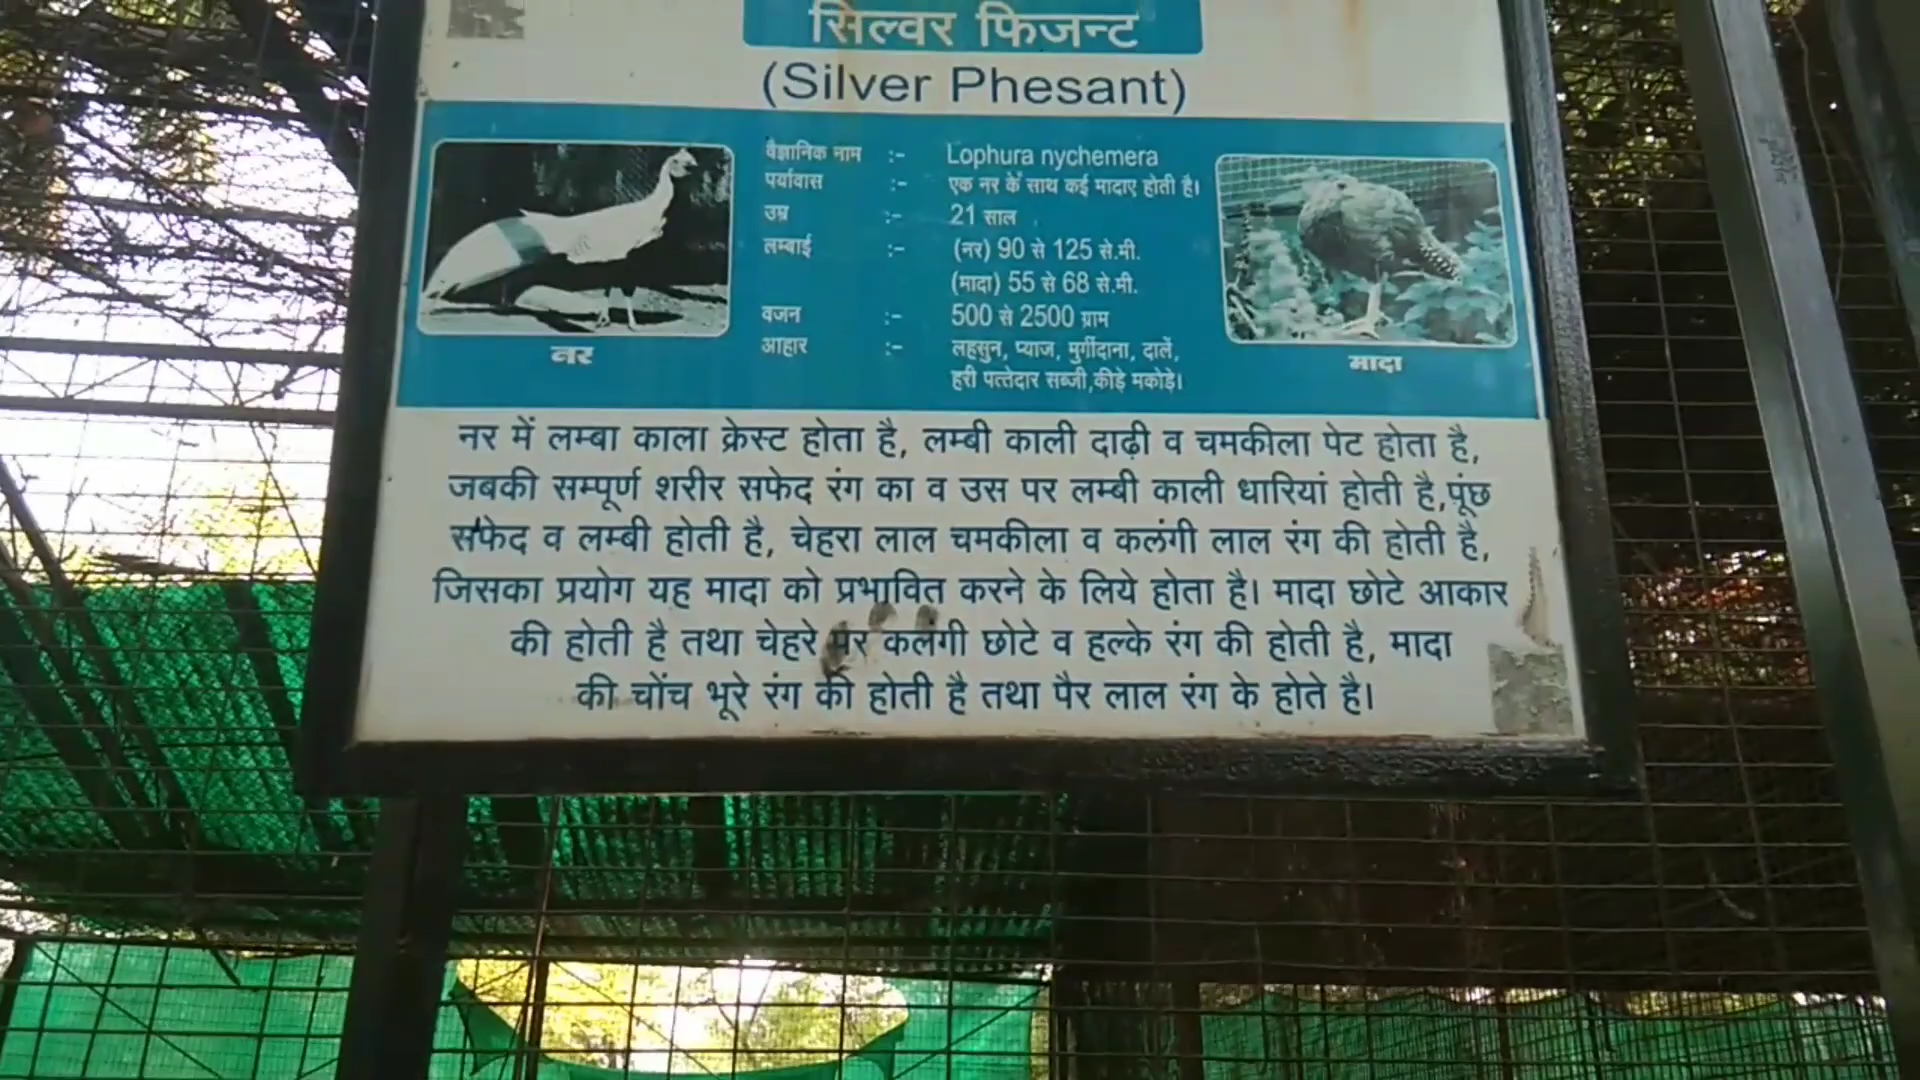 सिल्वर फिजन्ट
(Silver Phesant)
वैज्ञानिक नाम :- Lophura nychemera
पर्यावास :- एक नर के साथ कई मादाए होती है।
उम्र :- 21 साल
लम्बाई :- (नर) 90 से 125 से.मी.
(मादा) 55 से 68 से.मी.
वजन :- 500 से 2500 ग्राम
आहार :- लहसुन, प्याज, मुर्गीदाना, दालें,
हरी पत्तेदार सब्जी,कीड़े मकोड़े।
नर
मादा
नर में लम्बा काला क्रेस्ट होता है, लम्बी काली दाढ़ी व चमकीला पेट होता है,
जबकी सम्पूर्ण शरीर सफेद रंग का व उस पर लम्बी काली धारियां होती है,पूंछ
सफेद व लम्बी होती है, चेहरा लाल चमकीला व कलंगी लाल रंग की होती है,
जिसका प्रयोग यह मादा को प्रभावित करने के लिये होता है। मादा छोटे आकार
की होती है तथा चेहरे पर कलंगी छोटे व हल्के रंग की होती है, मादा
की चोंच भूरे रंग की होती है तथा पैर लाल रंग के होते है।